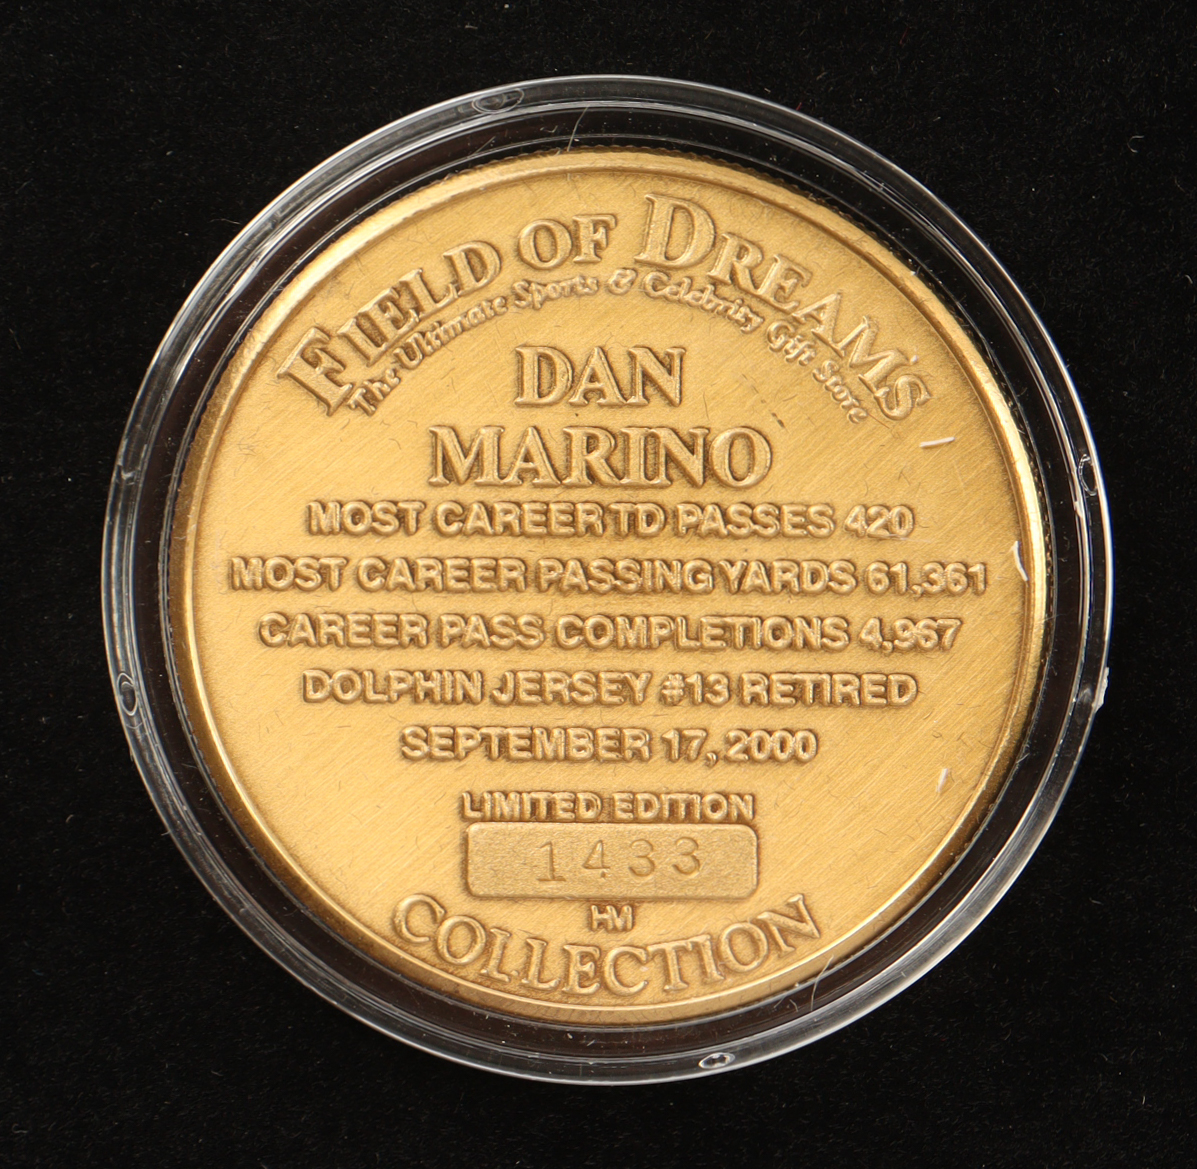 FIELD OF DREAMS
The Ultimate Sports & Celebrity Gift Store
DAN
MARINO
MOST CAREER TD PASSES 420
MOST CAREER PASSING YARDS 61,361
CAREER PASS COMPLETIONS 4,967
DOLPHIN JERSEY #13 RETIRED
SEPTEMBER 17, 2000
LIMITED EDITION
1433
HM
COLLECTION